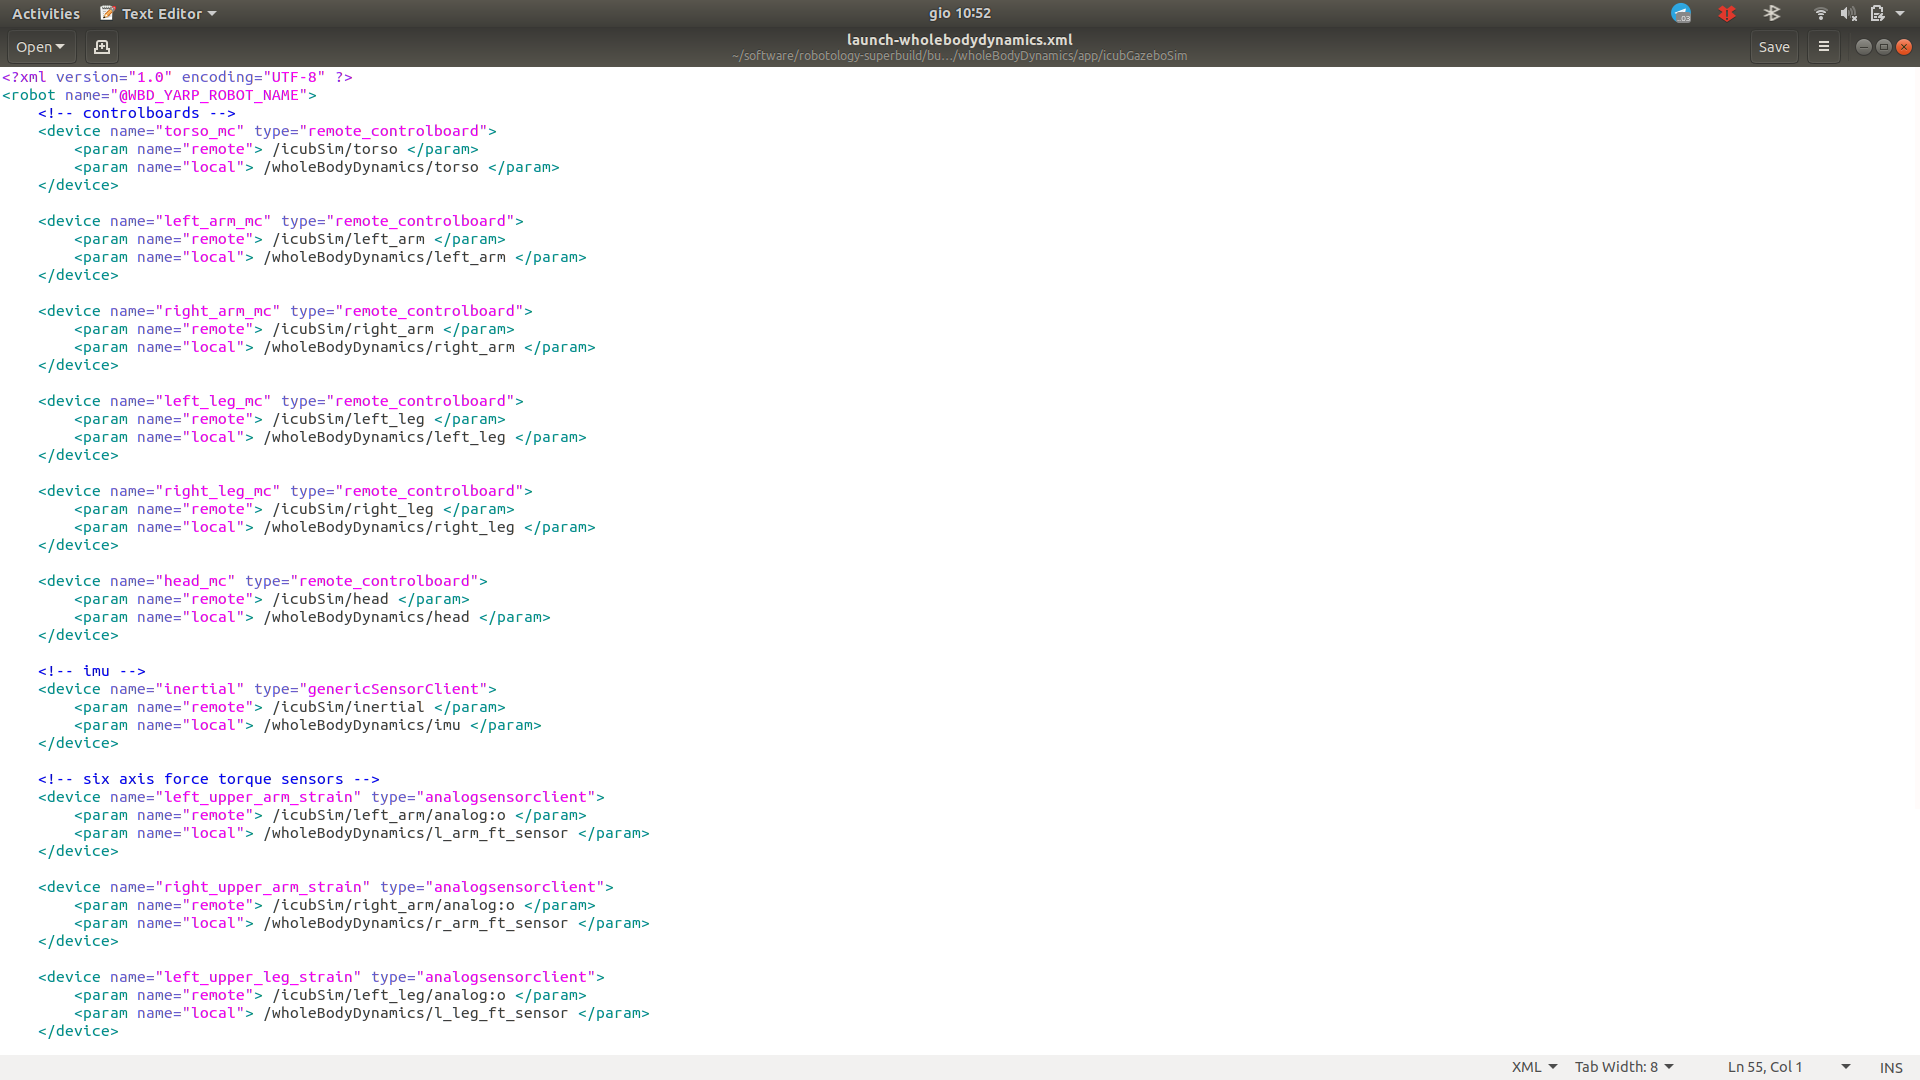 Activities Text Editor gio 10:52 .03
Open launch-wholebodydynamics.xml Save
~/software/robotology-superbuild/bu…/wholeBodyDynamics/app/icubGazeboSim
<?xml version="1.0" encoding="UTF-8" ?>
<robot name="@WBD_YARP_ROBOT_NAME">
    <!-- controlboards -->
    <device name="torso_mc" type="remote_controlboard">
        <param name="remote"> /icubSim/torso </param>
        <param name="local"> /wholeBodyDynamics/torso </param>
    </device>

    <device name="left_arm_mc" type="remote_controlboard">
        <param name="remote"> /icubSim/left_arm </param>
        <param name="local"> /wholeBodyDynamics/left_arm </param>
    </device>

    <device name="right_arm_mc" type="remote_controlboard">
        <param name="remote"> /icubSim/right_arm </param>
        <param name="local"> /wholeBodyDynamics/right_arm </param>
    </device>

    <device name="left_leg_mc" type="remote_controlboard">
        <param name="remote"> /icubSim/left_leg </param>
        <param name="local"> /wholeBodyDynamics/left_leg </param>
    </device>

    <device name="right_leg_mc" type="remote_controlboard">
        <param name="remote"> /icubSim/right_leg </param>
        <param name="local"> /wholeBodyDynamics/right_leg </param>
    </device>

    <device name="head_mc" type="remote_controlboard">
        <param name="remote"> /icubSim/head </param>
        <param name="local"> /wholeBodyDynamics/head </param>
    </device>

    <!-- imu -->
    <device name="inertial" type="genericSensorClient">
        <param name="remote"> /icubSim/inertial </param>
        <param name="local"> /wholeBodyDynamics/imu </param>
    </device>

    <!-- six axis force torque sensors -->
    <device name="left_upper_arm_strain" type="analogsensorclient">
        <param name="remote"> /icubSim/left_arm/analog:o </param>
        <param name="local"> /wholeBodyDynamics/l_arm_ft_sensor </param>
    </device>

    <device name="right_upper_arm_strain" type="analogsensorclient">
        <param name="remote"> /icubSim/right_arm/analog:o </param>
        <param name="local"> /wholeBodyDynamics/r_arm_ft_sensor </param>
    </device>

    <device name="left_upper_leg_strain" type="analogsensorclient">
        <param name="remote"> /icubSim/left_leg/analog:o </param>
        <param name="local"> /wholeBodyDynamics/l_leg_ft_sensor </param>
    </device>
XML Tab Width: 8 Ln 55, Col 1 INS